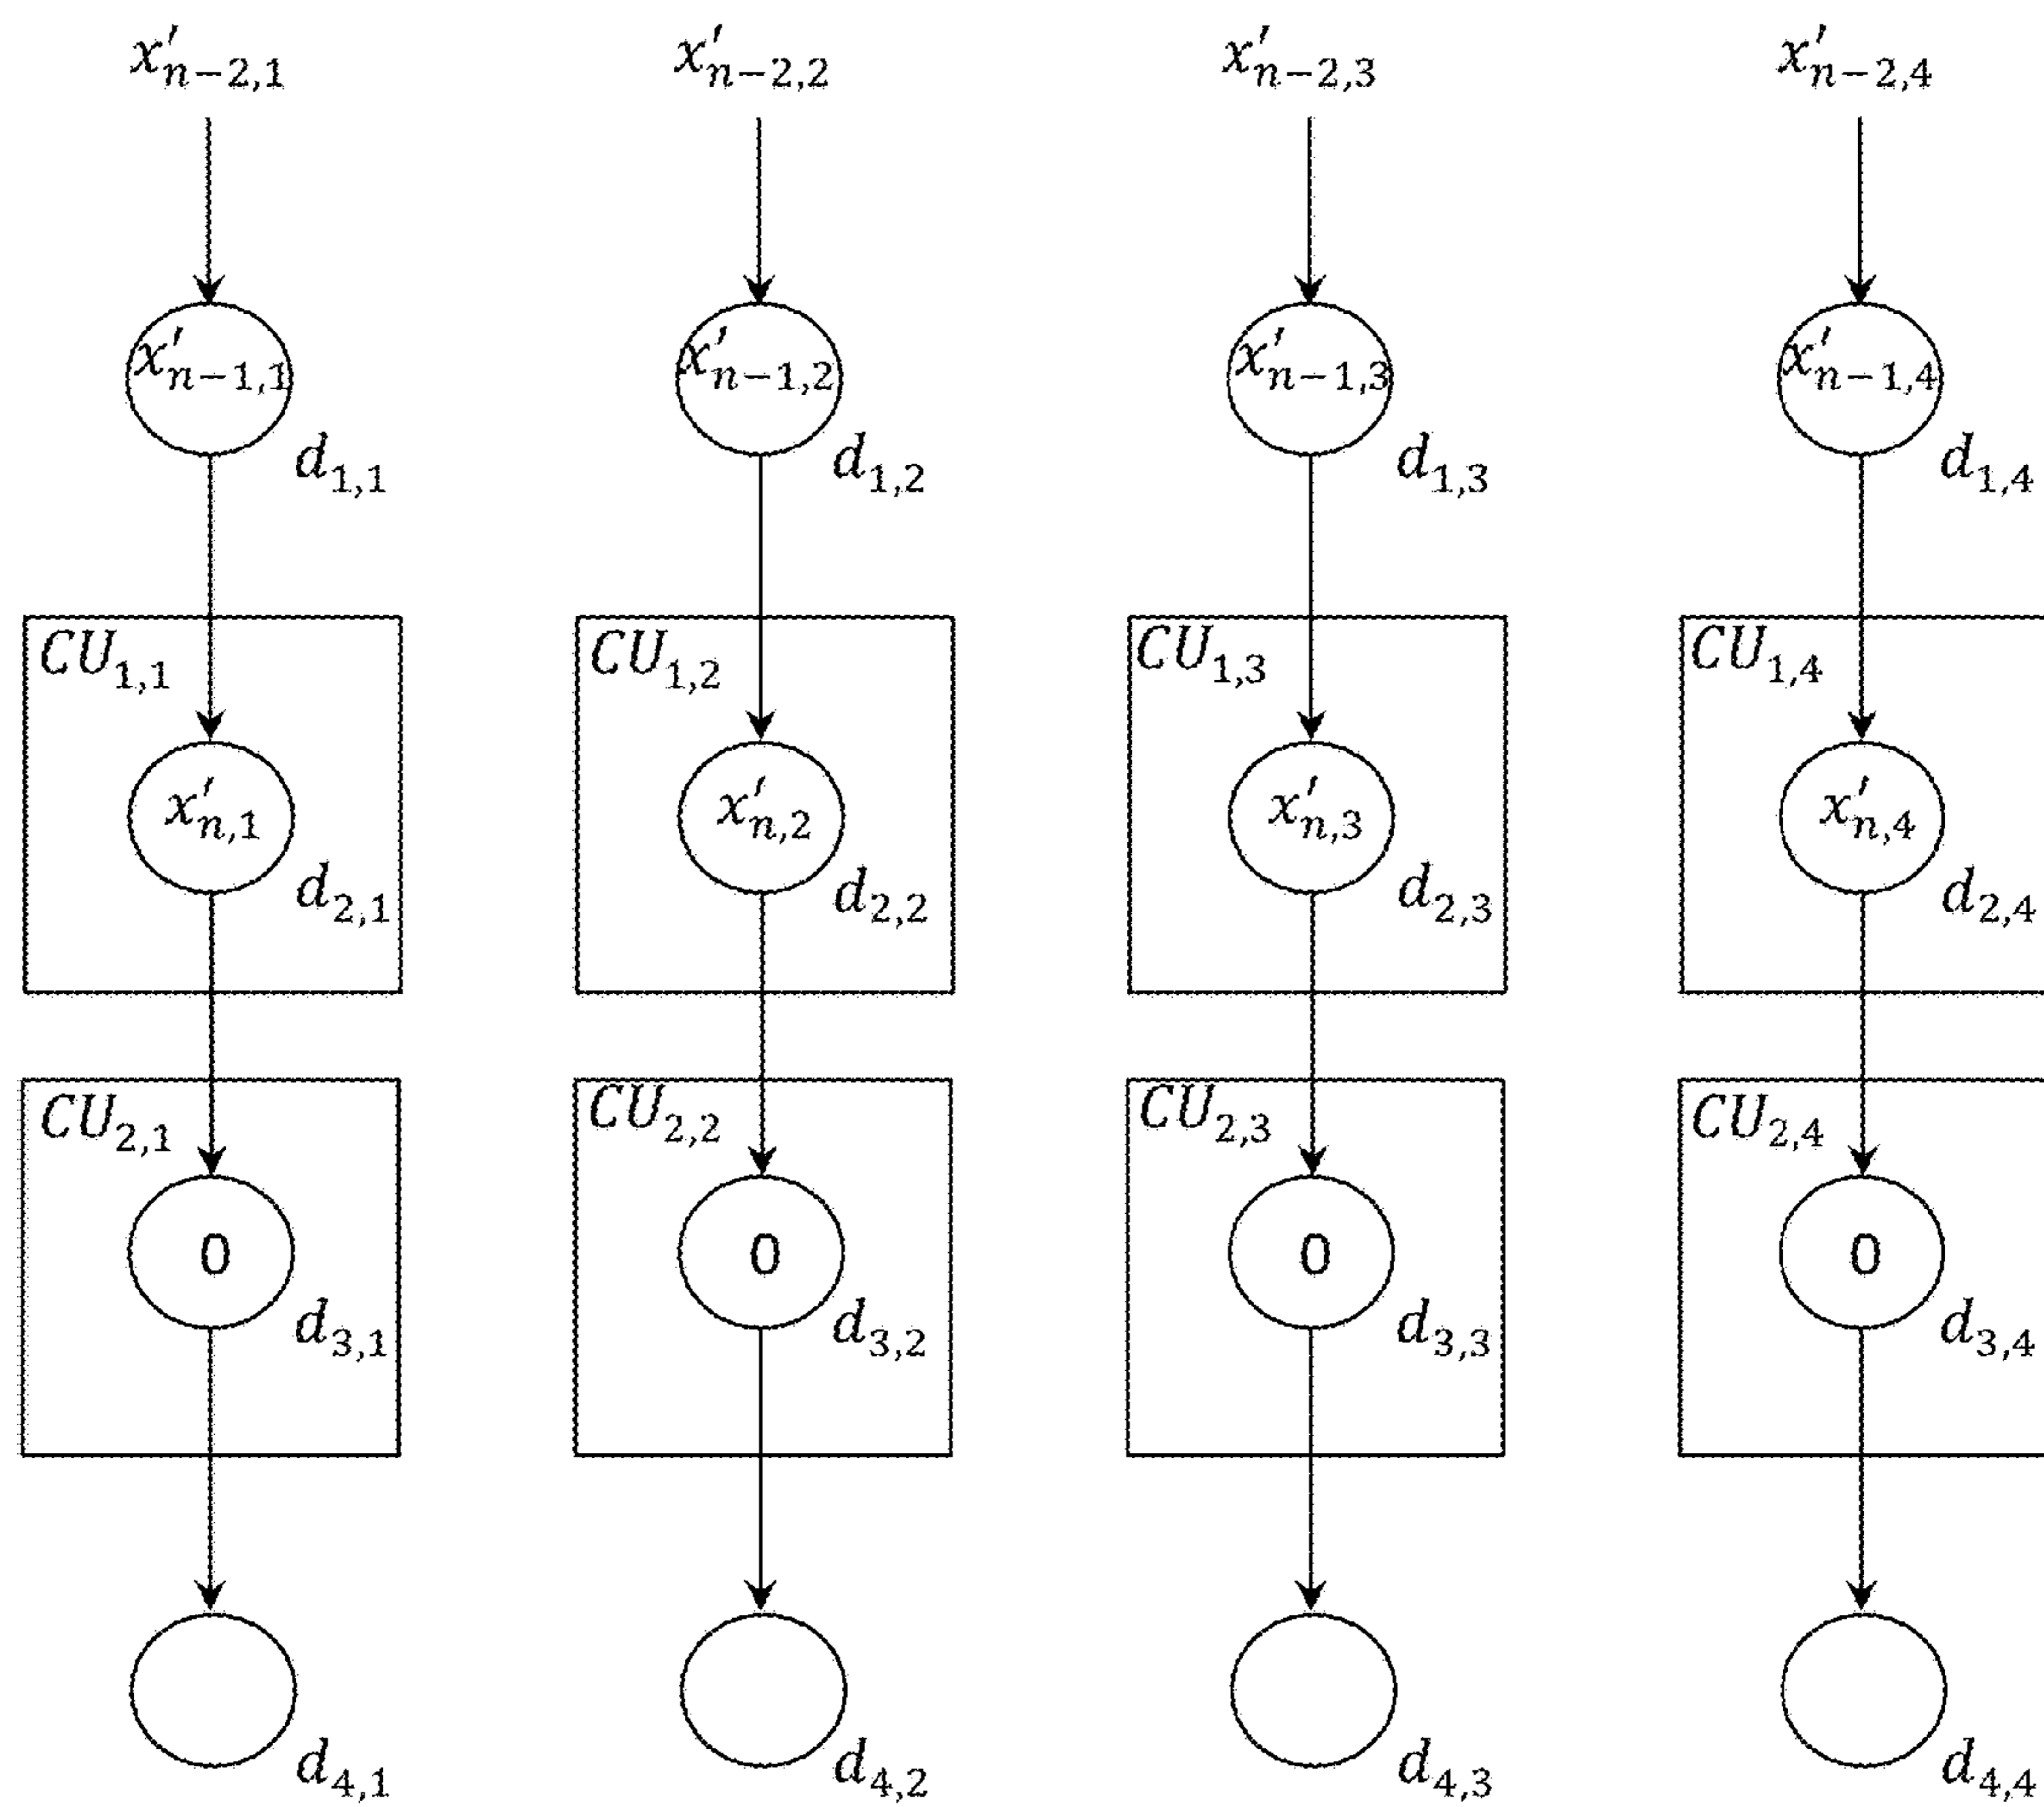 x′ₙ₋₂,₁ x′ₙ₋₂,₂ x′ₙ₋₂,₃ x′ₙ₋₂,₄
x′ₙ₋₁,₁ x′ₙ₋₁,₂ x′ₙ₋₁,₃ x′ₙ₋₁,₄
d₁,₁ d₁,₂ d₁,₃ d₁,₄
CU₁,₁ CU₁,₂ CU₁,₃ CU₁,₄
x′ₙ,₁ x′ₙ,₂ x′ₙ,₃ x′ₙ,₄
d₂,₁ d₂,₂ d₂,₃ d₂,₄
CU₂,₁ CU₂,₂ CU₂,₃ CU₂,₄
0 0 0 0
d₃,₁ d₃,₂ d₃,₃ d₃,₄
d₄,₁ d₄,₂ d₄,₃ d₄,₄